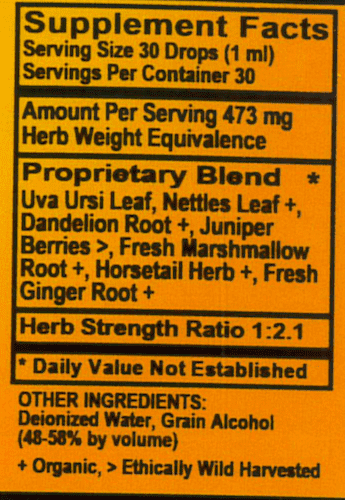 Supplement Facts
Serving Size 30 Drops (1 ml)
Servings Per Container 30
Amount Per Serving 473 mg
Herb Weight Equivalence
Proprietary Blend *
Uva Ursi Leaf, Nettles Leaf +,
Dandelion Root +, Juniper
Berries >, Fresh Marshmallow
Root +, Horsetail Herb +, Fresh
Ginger Root +
Herb Strength Ratio 1:2.1
* Daily Value Not Established
OTHER INGREDIENTS:
Deionized Water, Grain Alcohol
(48-58% by volume)
+ Organic, > Ethically Wild Harvested